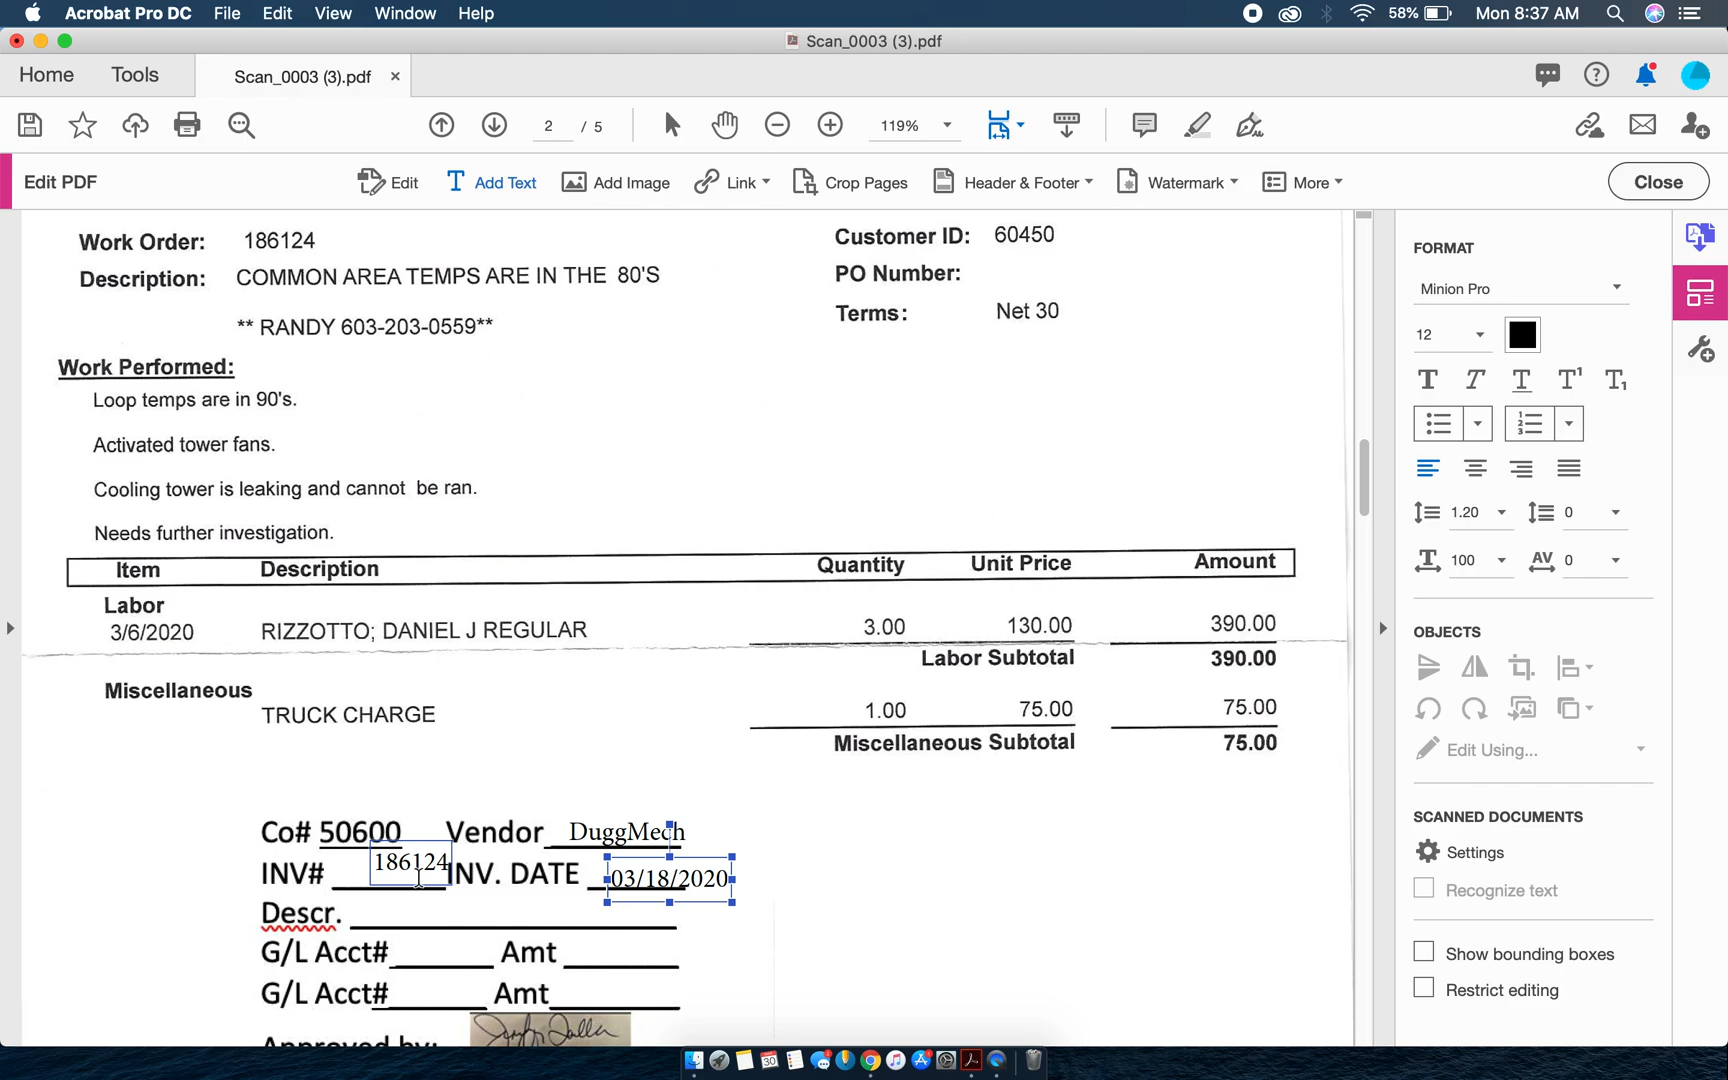 Acrobat Pro DC File Edit View Window Help 58% Mon 8:37 AM
Scan_0003 (3).pdf
Home Tools Scan_0003 (3).pdf ×
2 / 5 119%
Edit PDF Edit Add Text Add Image Link Crop Pages Header & Footer Watermark More Close
Work Order: 186124
Customer ID: 60450
Description: COMMON AREA TEMPS ARE IN THE 80'S
PO Number:
** RANDY 603-203-0559**
Terms: Net 30
Work Performed:
Loop temps are in 90's.
Activated tower fans.
Cooling tower is leaking and cannot be ran.
Needs further investigation.
Item Description Quantity Unit Price Amount
Labor
3/6/2020 RIZZOTTO; DANIEL J REGULAR 3.00 130.00 390.00
Labor Subtotal 390.00
Miscellaneous
TRUCK CHARGE 1.00 75.00 75.00
Miscellaneous Subtotal 75.00
Co# 50600 Vendor DuggMech
INV# 186124 INV. DATE 03/18/2020
Descr.
G/L Acct# Amt
G/L Acct# Amt
Approved by:
FORMAT
Minion Pro
12
T T T T¹ T₁
1.20 0
100 AV 0
OBJECTS
Edit Using...
SCANNED DOCUMENTS
Settings
Recognize text
Show bounding boxes
Restrict editing
30